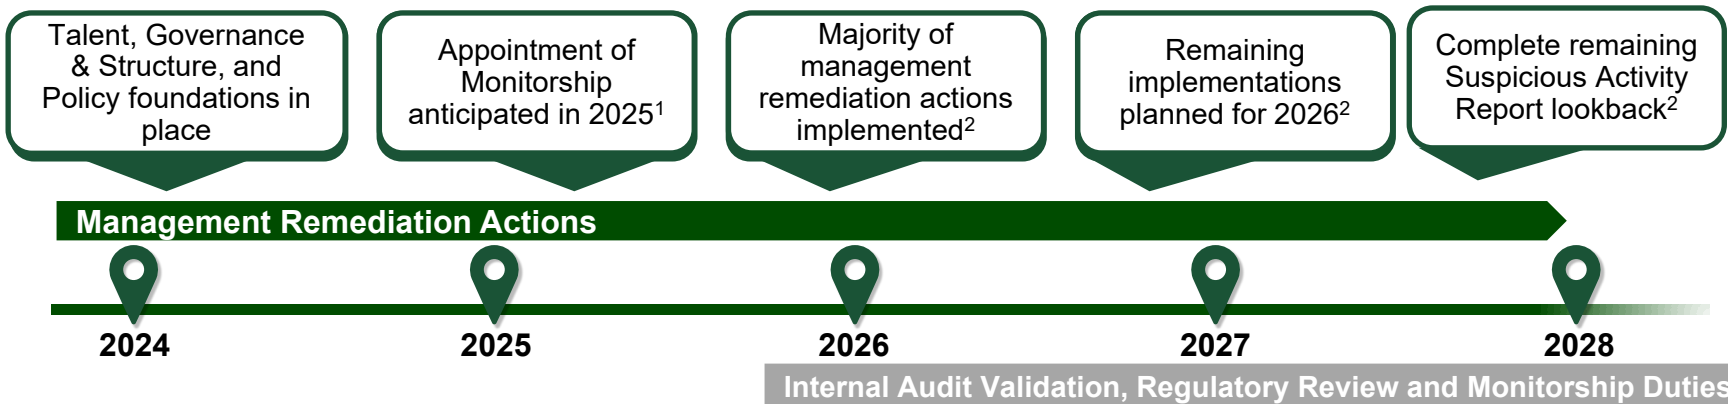 Talent, Governance
& Structure, and
Policy foundations in
place
Appointment of
Monitorship
anticipated in 2025¹
Majority of
management
remediation actions
implemented²
Remaining
implementations
planned for 2026²
Complete remaining
Suspicious Activity
Report lookback²
Management Remediation Actions
2024
2025
2026
2027
2028
Internal Audit Validation, Regulatory Review and Monitorship Duties